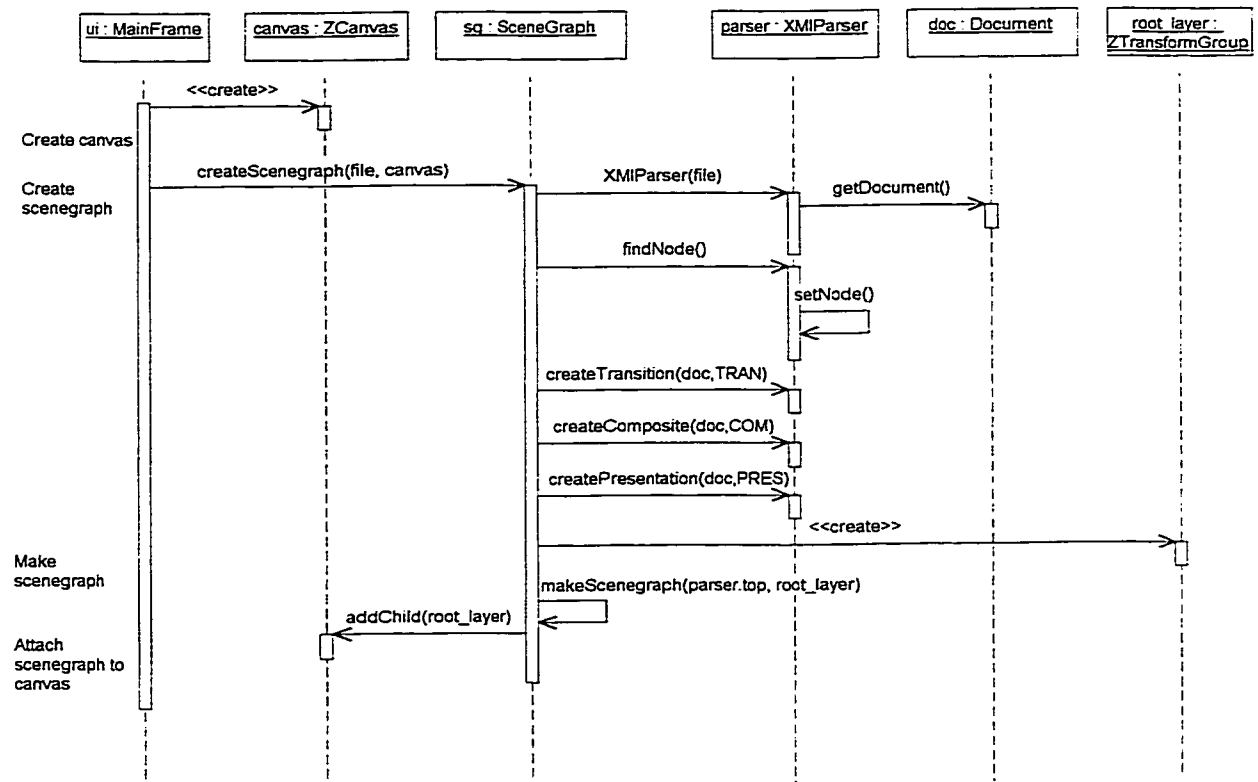 ui : MainFrame
canvas : ZCanvas
sg : SceneGraph
parser : XMIParser
doc : Document
root_layer :
ZTransformGroup
<<create>>
Create canvas
createScenegraph(file, canvas)
Create
scenegraph
XMIParser(file)
getDocument()
findNode()
setNode()
createTransition(doc,TRAN)
createComposite(doc,COM)
createPresentation(doc,PRES)
<<create>>
Make
scenegraph
makeScenegraph(parser.top, root_layer)
addChild(root_layer)
Attach
scenegraph to
canvas